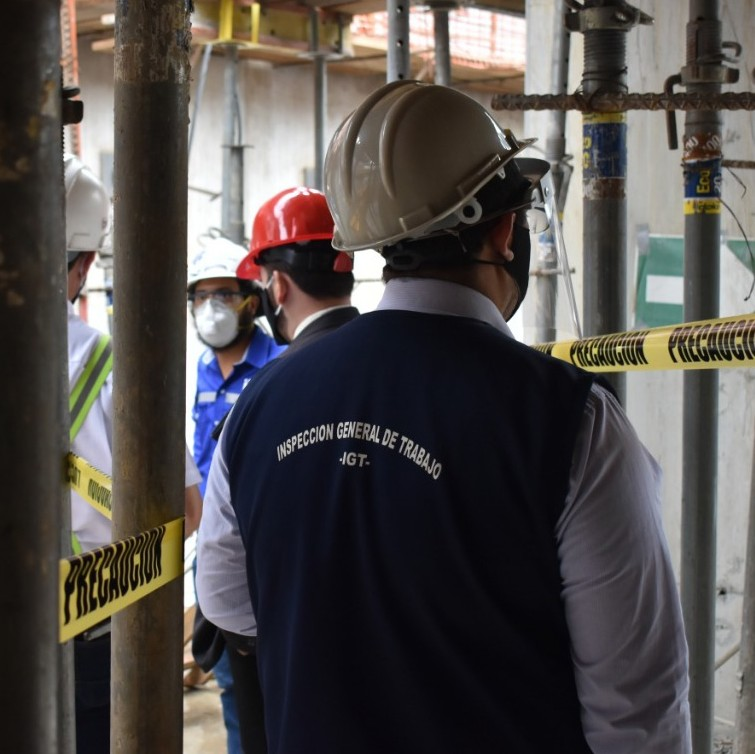 INSPECCION GENERAL DE TRABAJO
-IGT-
PRECAUCION
PRECAUCION
PRECAUCION